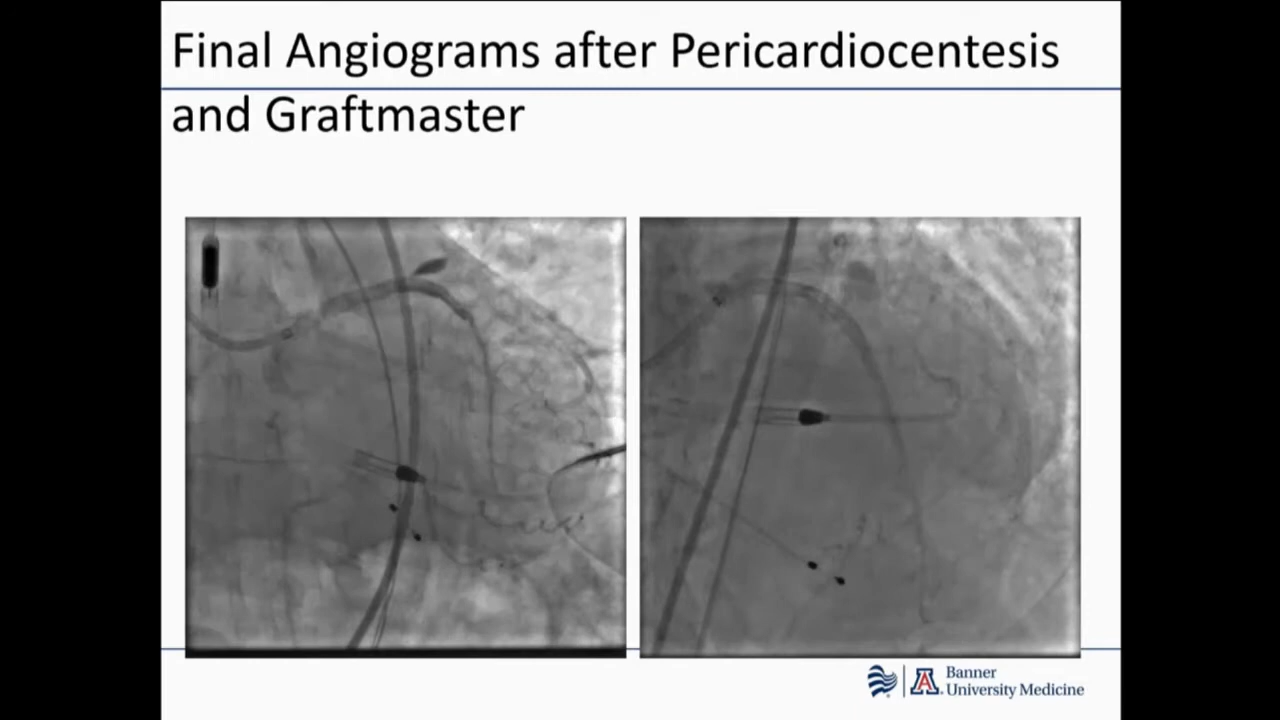 Final Angiograms after Pericardiocentesis
and Graftmaster
A
Banner
University Medicine